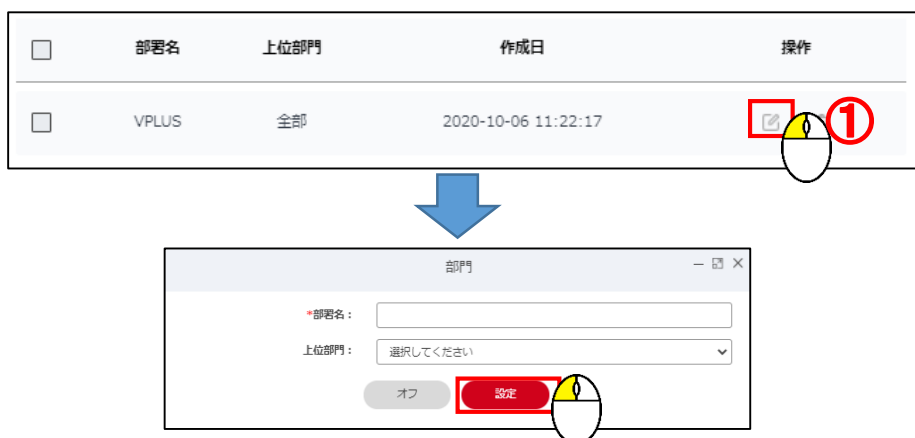 部署名 上位部門 作成日 操作
VPLUS 全部 2020-10-06 11:22:17
①
部門
*部署名：
上位部門： 選択してください
オフ 設定